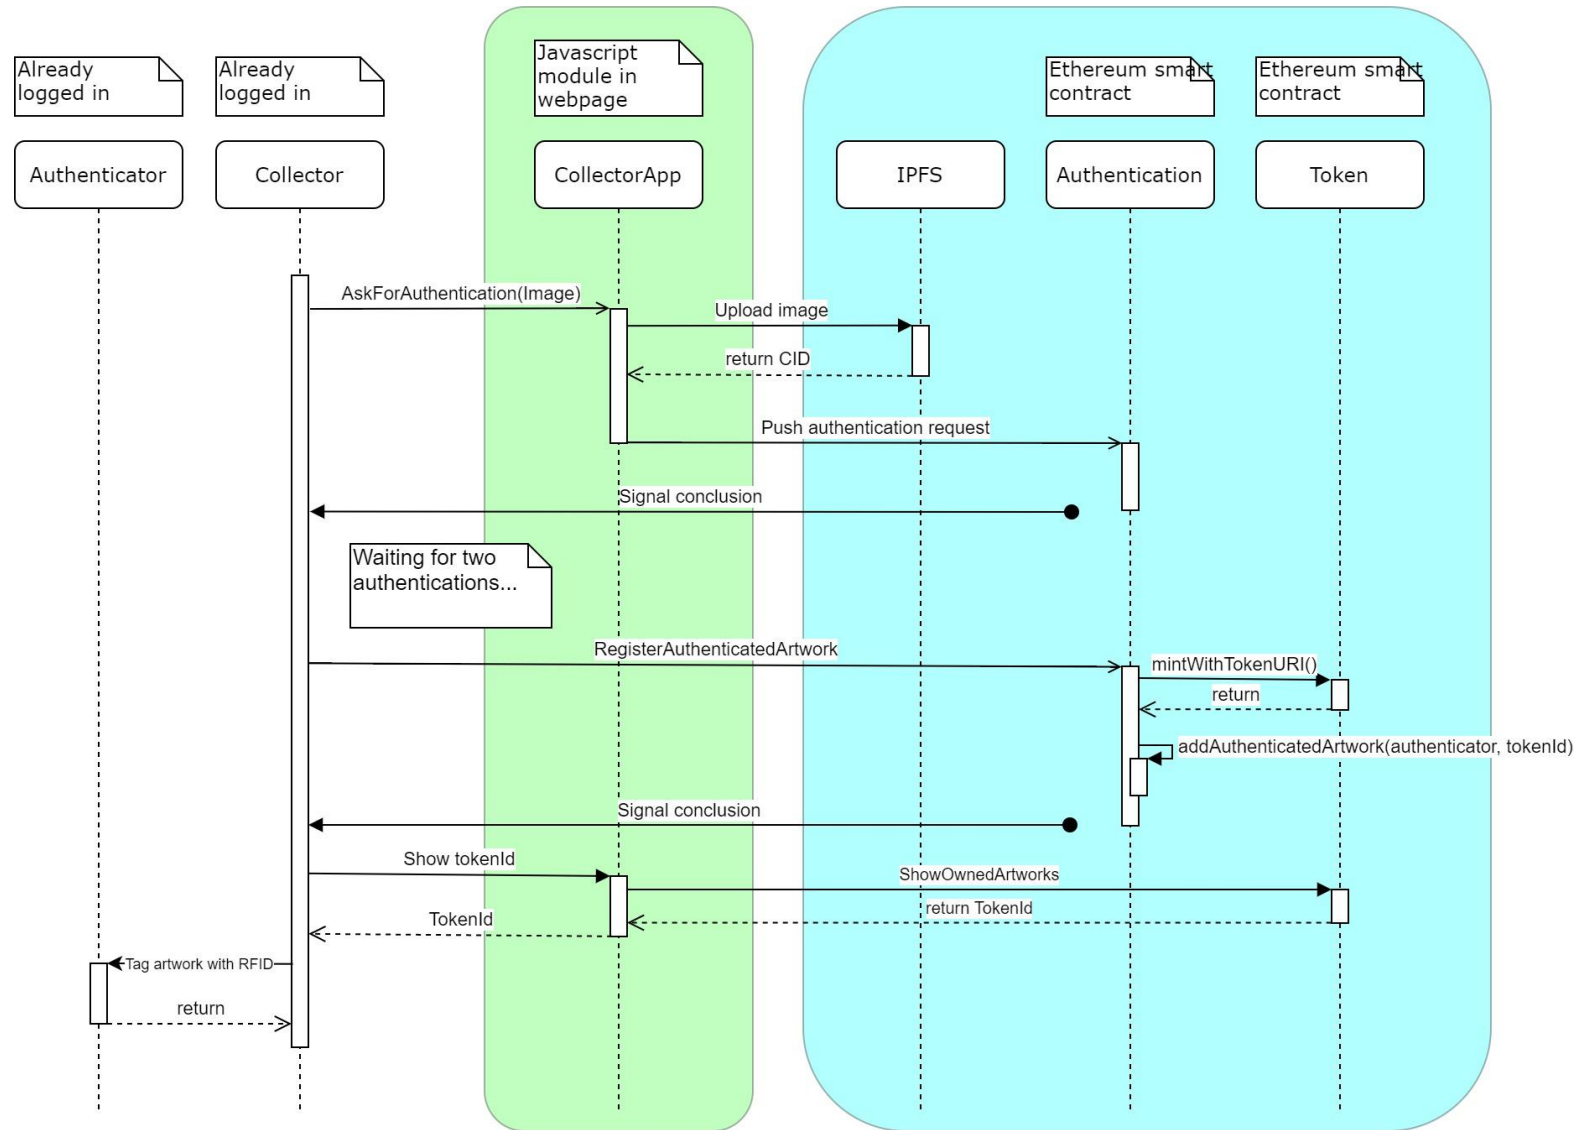 Already
logged in
Already
logged in
Javascript
module in
webpage
Ethereum smart
contract
Ethereum smart
contract
Authenticator
Collector
CollectorApp
IPFS
Authentication
Token
AskForAuthentication(Image)
Upload image
return CID
Push authentication request
Signal conclusion
Waiting for two
authentications...
RegisterAuthenticatedArtwork
mintWithTokenURI()
return
addAuthenticatedArtwork(authenticator, tokenId)
Signal conclusion
Show tokenId
ShowOwnedArtworks
return TokenId
TokenId
Tag artwork with RFID
return